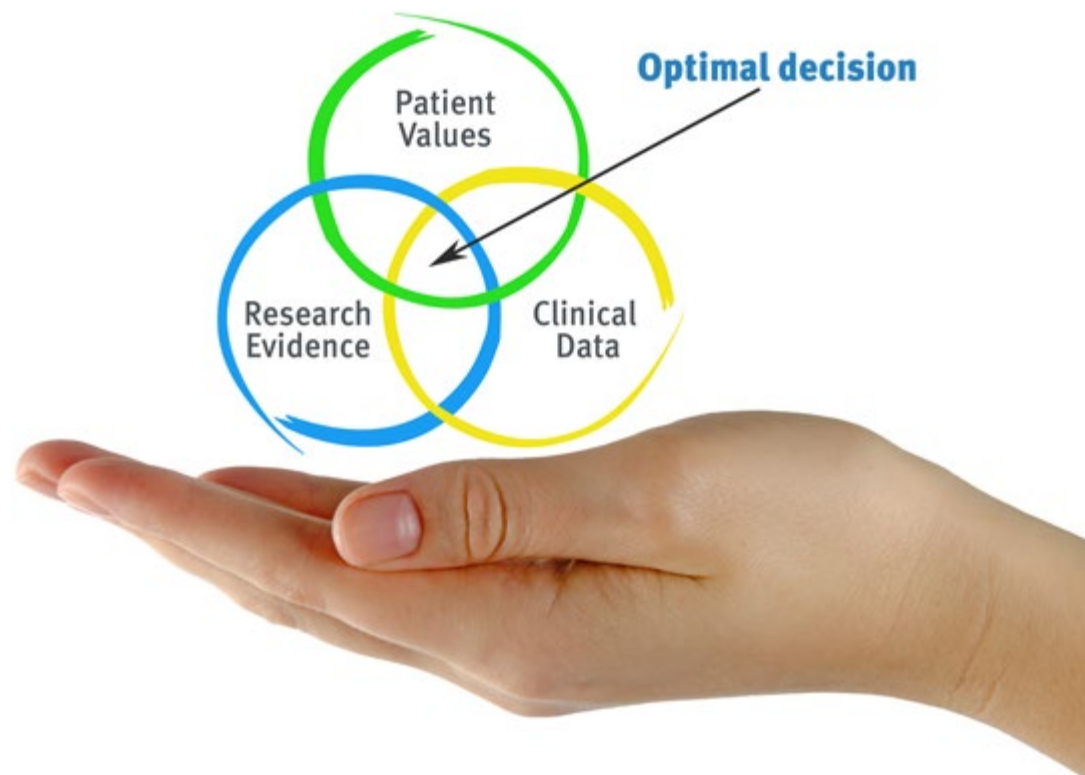 Optimal decision
Patient
Values
Research
Evidence
Clinical
Data